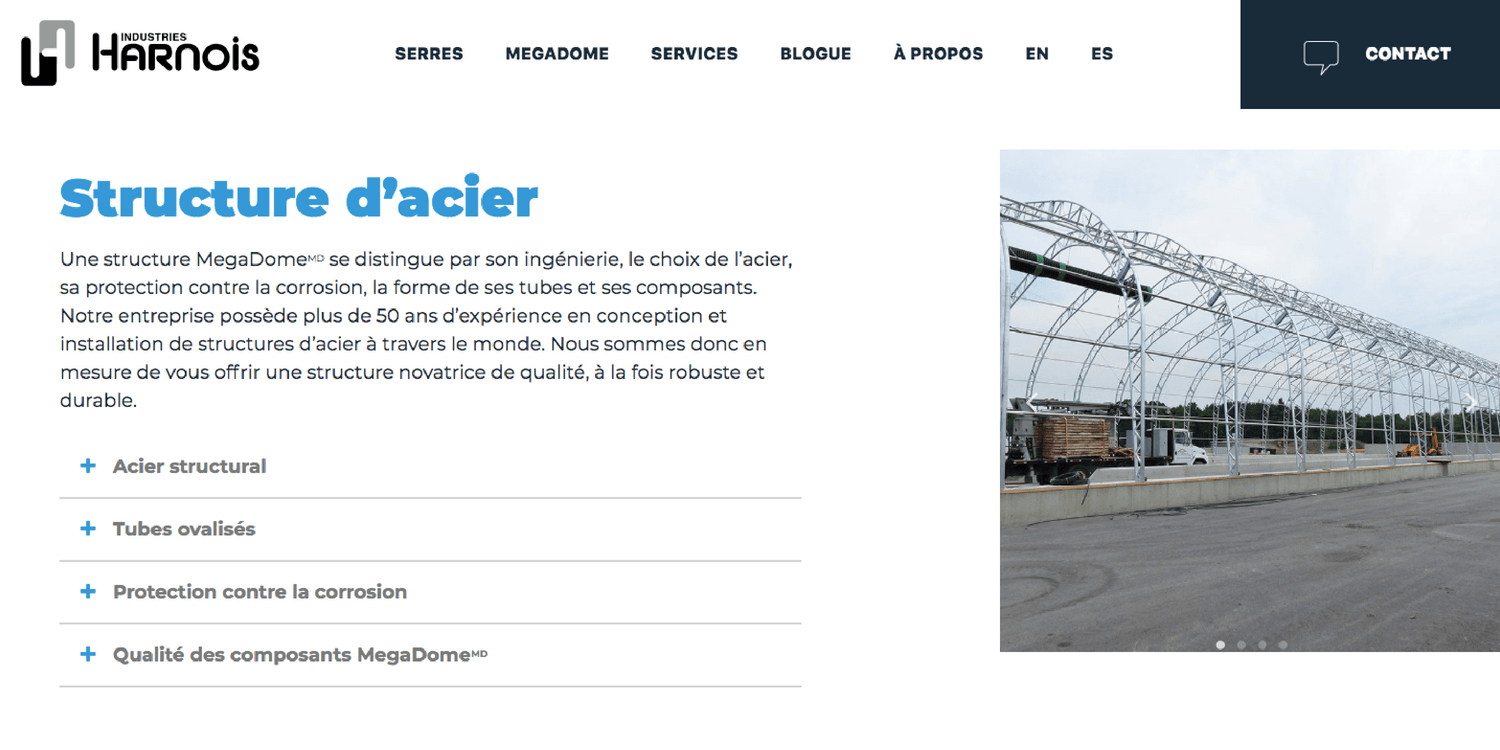 INDUSTRIES
HARNOIS
SERRES MEGADOME SERVICES BLOGUE À PROPOS EN ES CONTACT
Structure d’acier
Une structure MegaDomeMD se distingue par son ingénierie, le choix de l’acier,
sa protection contre la corrosion, la forme de ses tubes et ses composants.
Notre entreprise possède plus de 50 ans d’expérience en conception et
installation de structures d’acier à travers le monde. Nous sommes donc en
mesure de vous offrir une structure novatrice de qualité, à la fois robuste et
durable.
+ Acier structural
+ Tubes ovalisés
+ Protection contre la corrosion
+ Qualité des composants MegaDomeMD